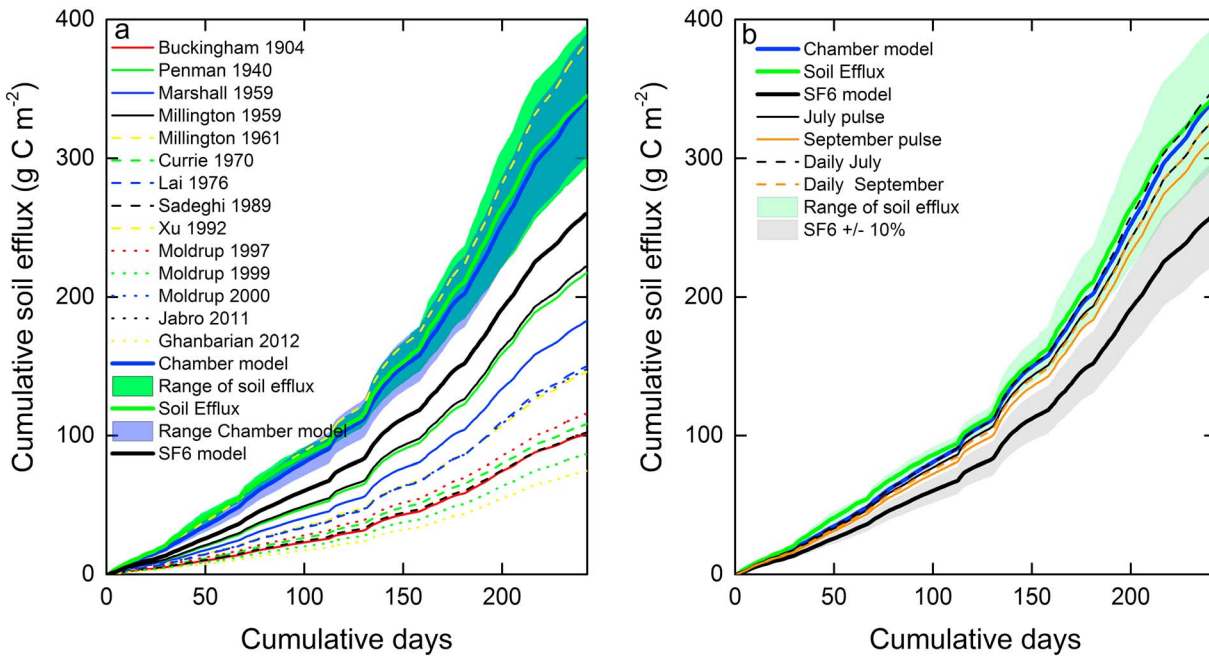 a
Buckingham 1904
Penman 1940
Marshall 1959
Millington 1959
Millington 1961
Currie 1970
Lai 1976
Sadeghi 1989
Xu 1992
Moldrup 1997
Moldrup 1999
Moldrup 2000
Jabro 2011
Ghanbarian 2012
Chamber model
Range of soil efflux
Soil Efflux
Range Chamber model
SF6 model
400
300
200
100
0
0 50 100 150 200
Cumulative soil efflux (g C m⁻²)
Cumulative days
b
Chamber model
Soil Efflux
SF6 model
July pulse
September pulse
Daily July
Daily September
Range of soil efflux
SF6 +/- 10%
400
300
200
100
0
0 50 100 150 200
Cumulative soil efflux (g C m⁻²)
Cumulative days